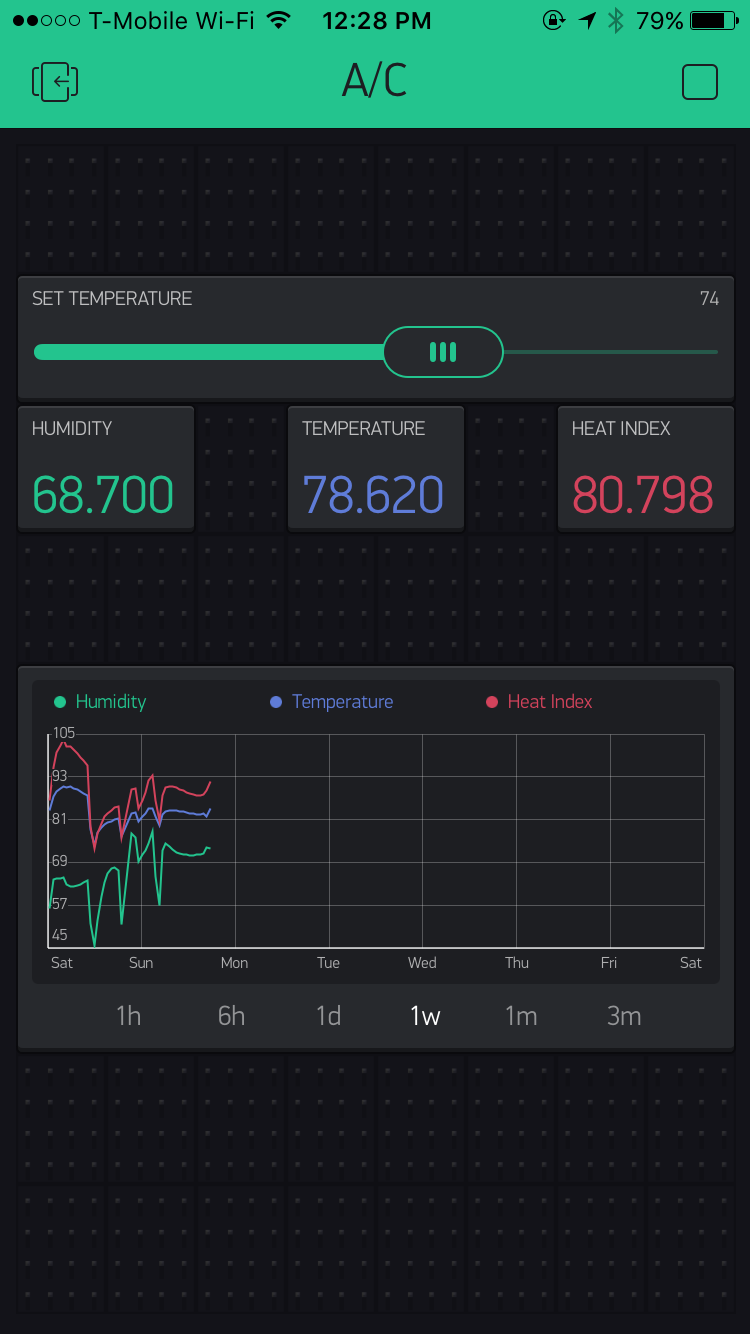 T-Mobile Wi-Fi 12:28 PM 79%
A/C
SET TEMPERATURE 74
HUMIDITY TEMPERATURE HEAT INDEX
68.700 78.620 80.798
Humidity Temperature Heat Index
105
93
81
69
57
45
Sat Sun Mon Tue Wed Thu Fri Sat
1h 6h 1d 1w 1m 3m